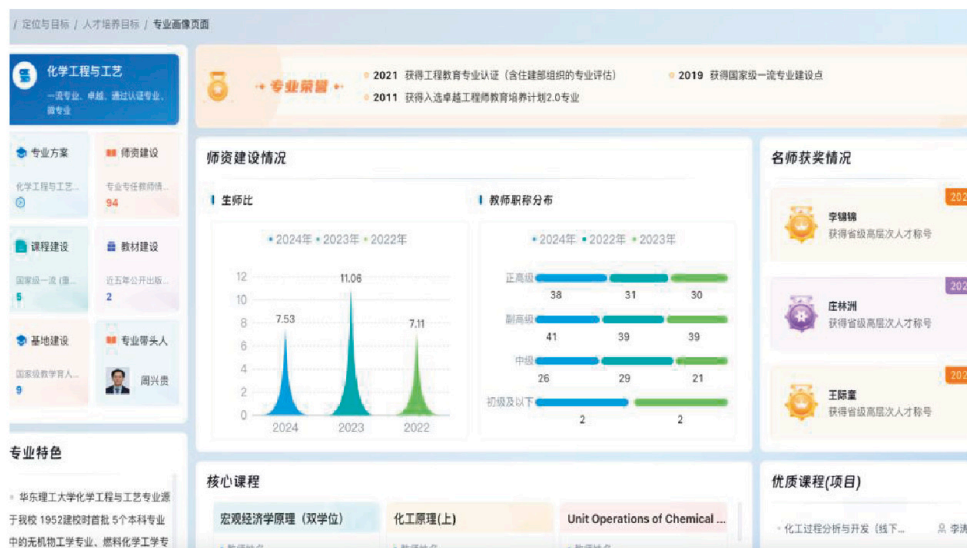 / 定位与目标 / 人才培养目标 / 专业画像页面
化学工程与工艺
一流专业、卓越、通过认证专业、
微专业
专业方案
化学工程与工艺...
师资建设
专业专任教师情...
94
课程建设
国家级一流 (重...
5
教材建设
近五年公开出版...
2
基地建设
国家级教学育人...
9
专业带头人
周兴贵
专业特色
华东理工大学化学工程与工艺专业源
于我校 1952建校时首批 5个本科专业
中的无机物工学专业、燃料化学工学专
专业荣誉
2021 获得工程教育专业认证（含住建部组织的专业评估）
2019 获得国家级一流专业建设点
2011 获得入选卓越工程师教育培养计划2.0专业
师资建设情况
生师比
2024年 2023年 2022年
12
10
8
6
4
2
0
7.53
11.06
7.11
2024 2023 2022
教师职称分布
2024年 2022年 2023年
正高级
38 31 30
副高级
41 39 39
中级
26 29 21
初级及以下
2 2
名师获奖情况
202
李锦锦
获得省级高层次人才称号
202
庄林洲
获得省级高层次人才称号
202
王际童
获得省级高层次人才称号
核心课程
宏观经济学原理（双学位）
化工原理(上)
Unit Operations of Chemical ...
优质课程(项目)
化工过程分析与开发（线下...
李涛